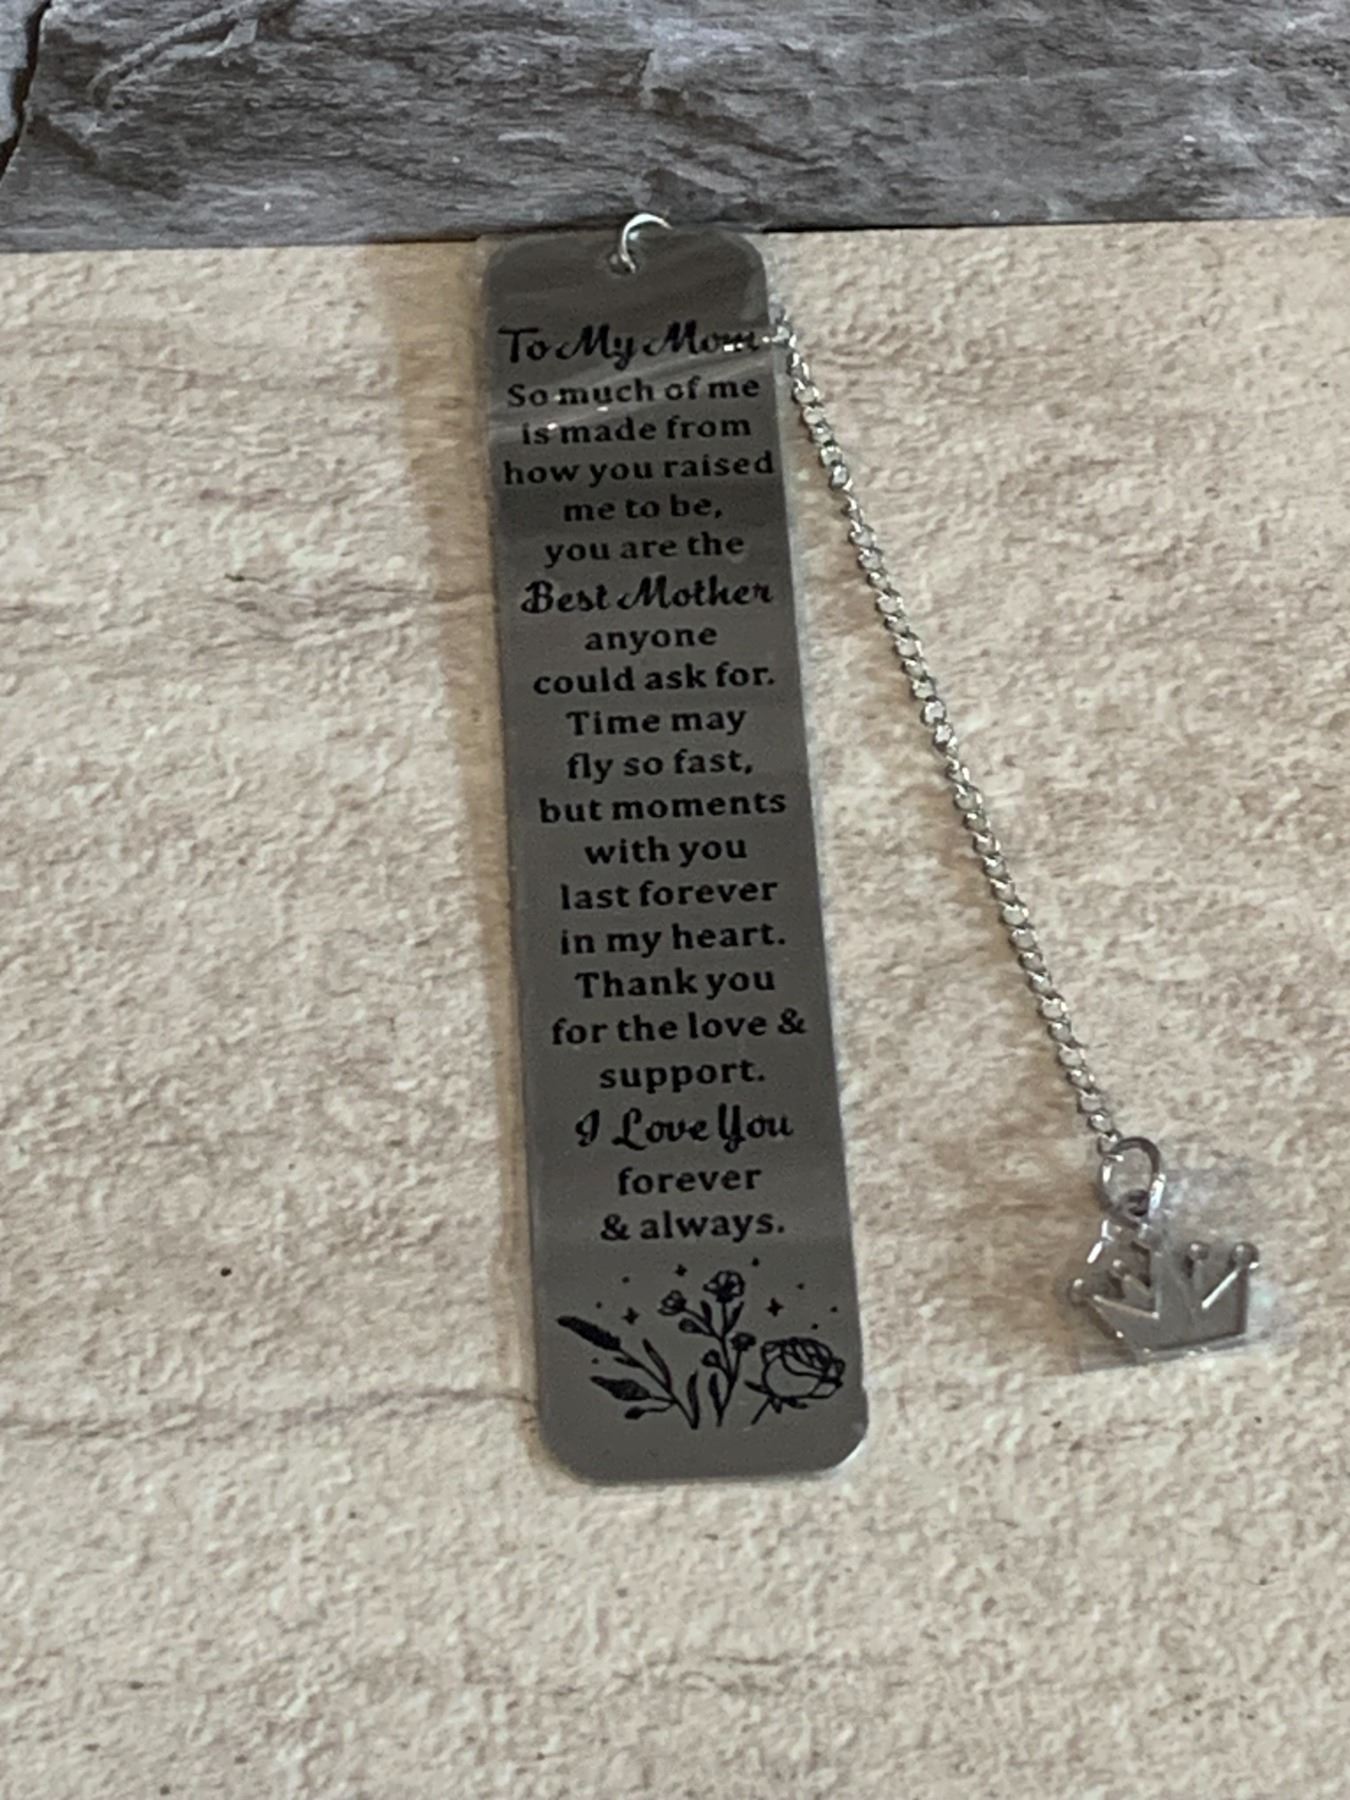 To My Mom
So much of me
is made from
how you raised
me to be,
you are the
Best Mother
anyone
could ask for.
Time may
fly so fast,
but moments
with you
last forever
in my heart.
Thank you
for the love &
support.
I Love You
forever
& always.